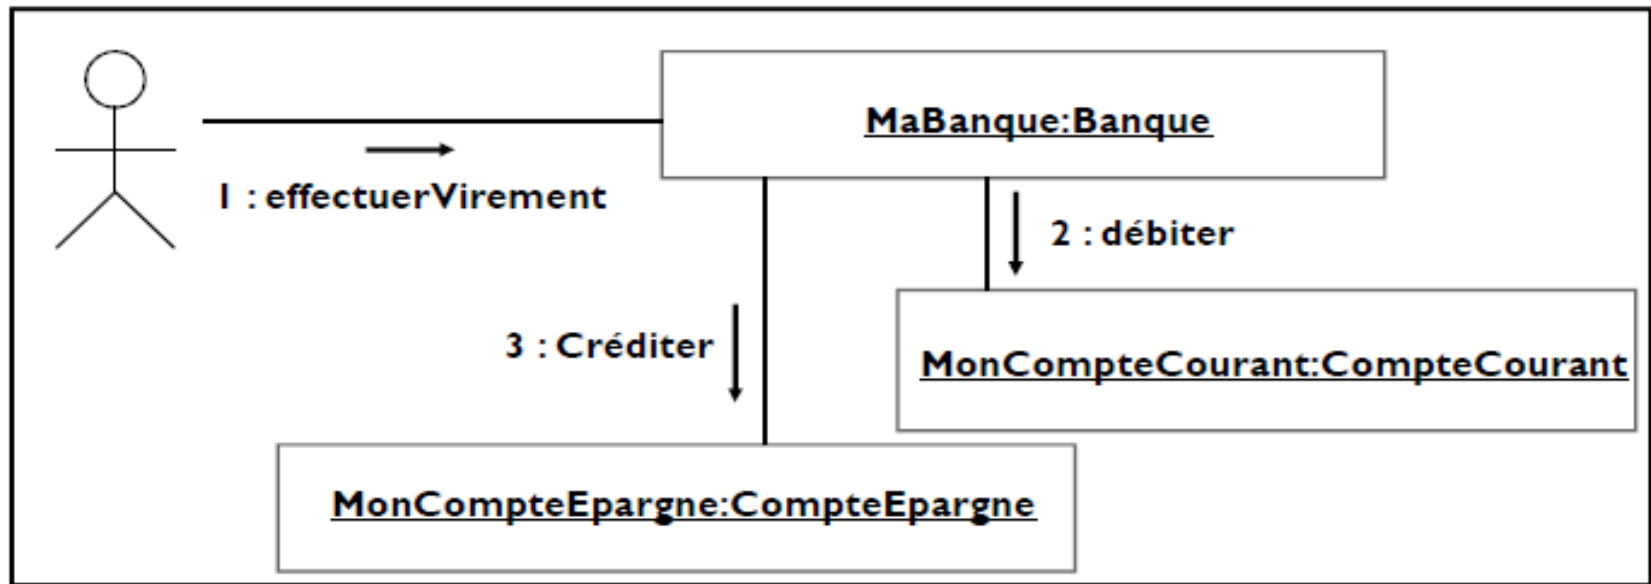 MaBanque:Banque
1 : effectuerVirement
2 : débiter
3 : Créditer
MonCompteCourant:CompteCourant
MonCompteEpargne:CompteEpargne